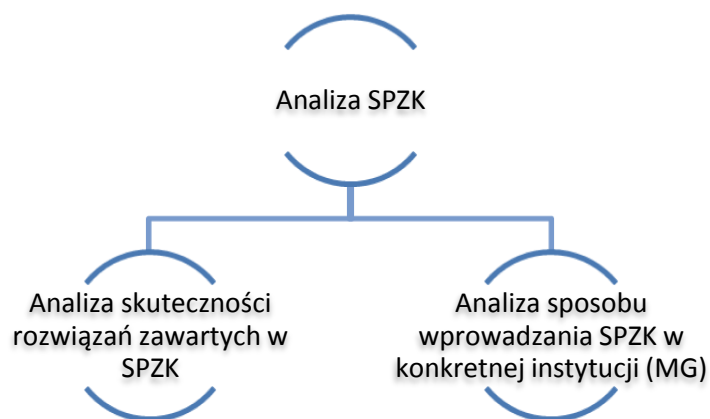 Analiza SPZK
Analiza skuteczności
rozwiązań zawartych w
SPZK
Analiza sposobu
wprowadzania SPZK w
konkretnej instytucji (MG)